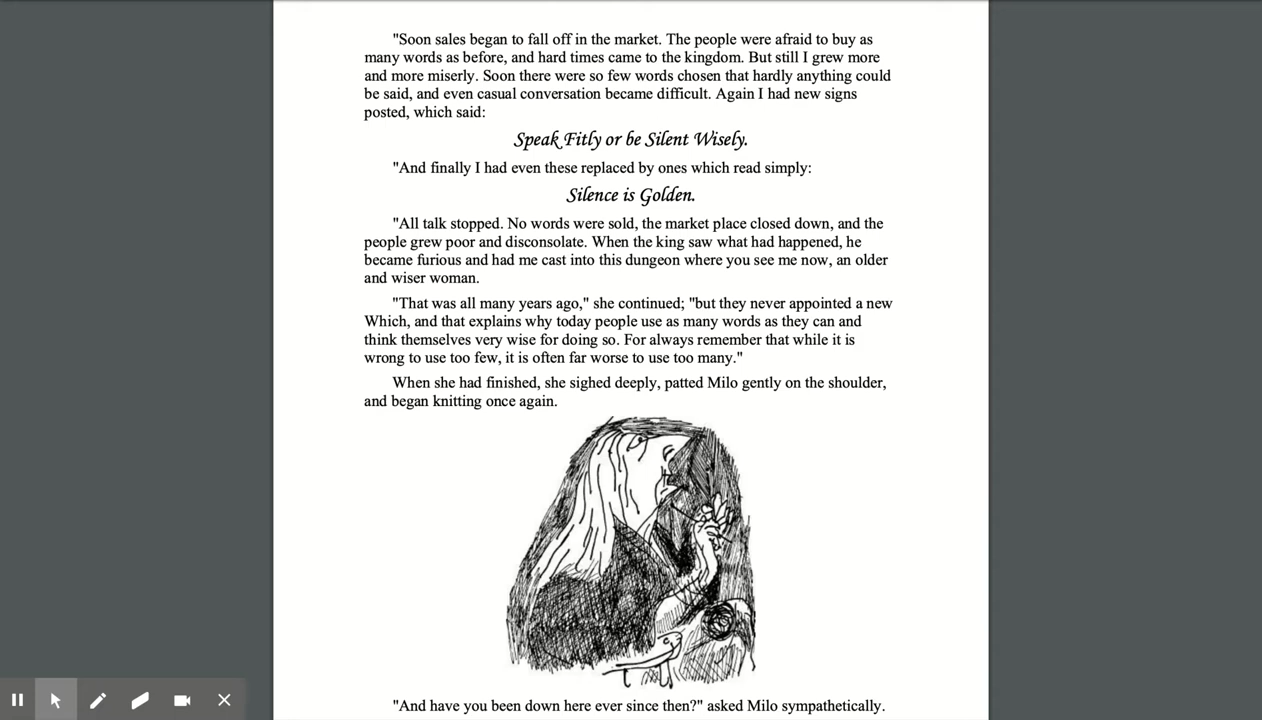 "Soon sales began to fall off in the market. The people were afraid to buy as
many words as before, and hard times came to the kingdom. But still I grew more
and more miserly. Soon there were so few words chosen that hardly anything could
be said, and even casual conversation became difficult. Again I had new signs
posted, which said:
Speak Fitly or be Silent Wisely.
"And finally I had even these replaced by ones which read simply:
Silence is Golden.
"All talk stopped. No words were sold, the market place closed down, and the
people grew poor and disconsolate. When the king saw what had happened, he
became furious and had me cast into this dungeon where you see me now, an older
and wiser woman.
"That was all many years ago," she continued; "but they never appointed a new
Which, and that explains why today people use as many words as they can and
think themselves very wise for doing so. For always remember that while it is
wrong to use too few, it is often far worse to use too many."
When she had finished, she sighed deeply, patted Milo gently on the shoulder,
and began knitting once again.
"And have you been down here ever since then?" asked Milo sympathetically.